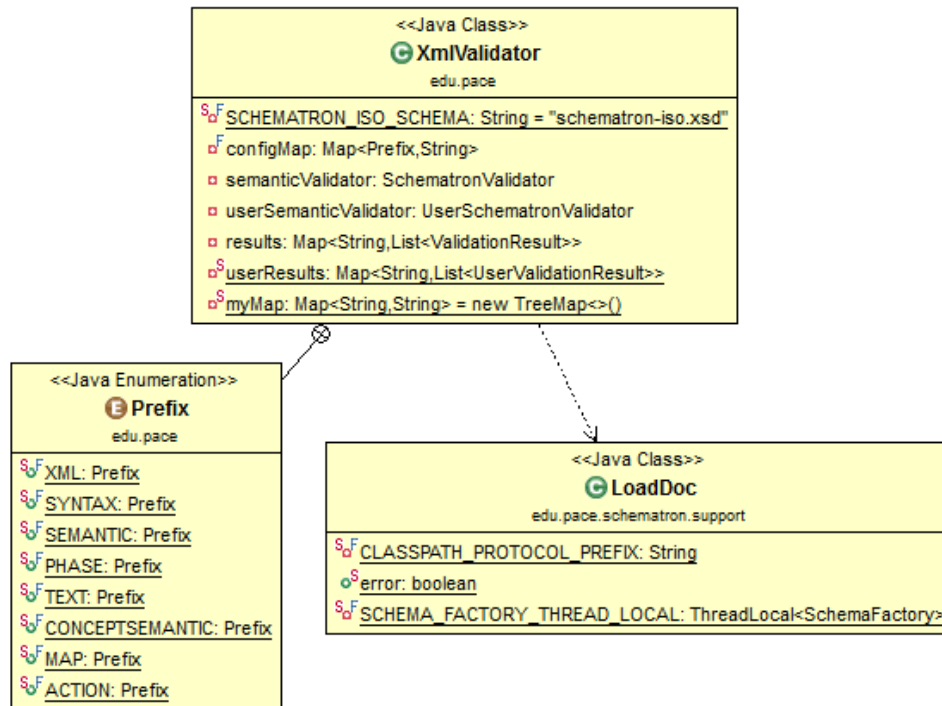 <<Java Class>>
C XmlValidator
edu.pace
S F SCHEMATRON_ISO_SCHEMA: String = "schematron-iso.xsd"
F configMap: Map<Prefix,String>
semanticValidator: SchematronValidator
userSemanticValidator: UserSchematronValidator
results: Map<String,List<ValidationResult>>
S userResults: Map<String,List<UserValidationResult>>
S myMap: Map<String,String> = new TreeMap<>()
<<Java Enumeration>>
E Prefix
edu.pace
S F XML: Prefix
S F SYNTAX: Prefix
S F SEMANTIC: Prefix
S F PHASE: Prefix
S F TEXT: Prefix
S F CONCEPTSEMANTIC: Prefix
S F MAP: Prefix
S F ACTION: Prefix
<<Java Class>>
C LoadDoc
edu.pace.schematron.support
S F CLASSPATH_PROTOCOL_PREFIX: String
S error: boolean
S F SCHEMA_FACTORY_THREAD_LOCAL: ThreadLocal<SchemaFactory>